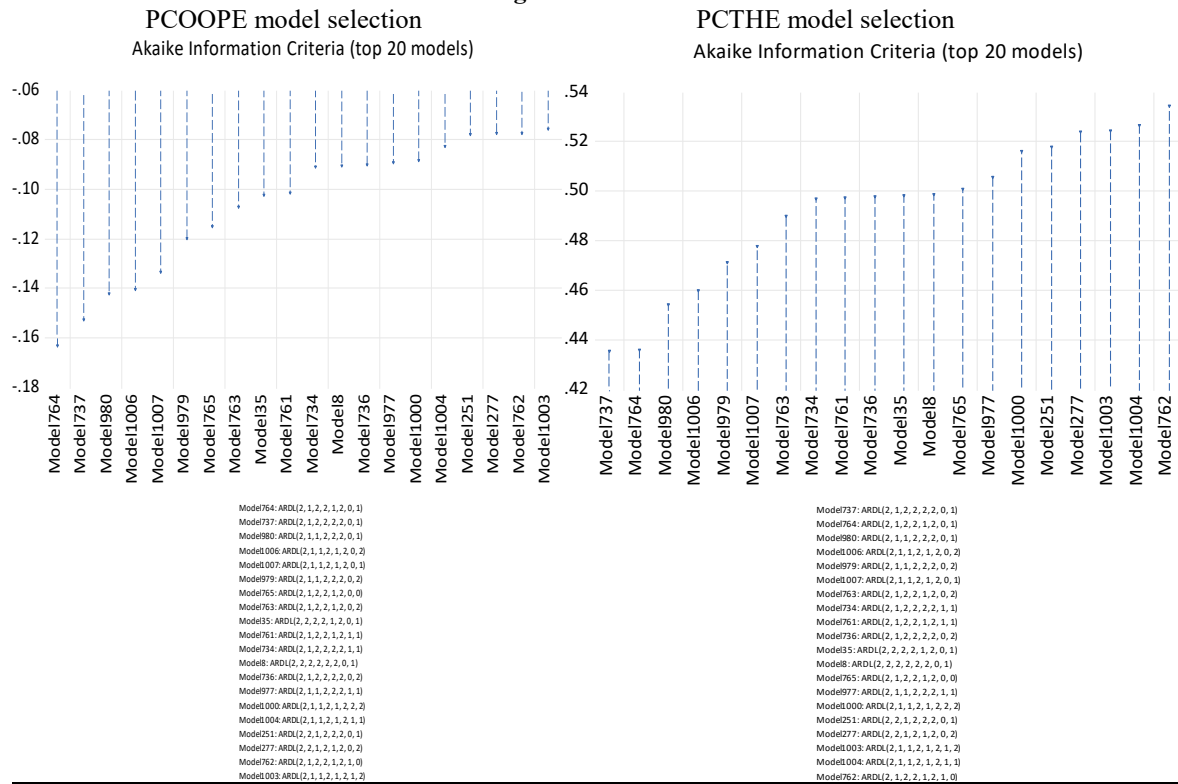 PCOOPE model selection
Akaike Information Criteria (top 20 models)
-.06
-.08
-.10
-.12
-.14
-.16
-.18
Model764
Model737
Model980
Model1006
Model1007
Model979
Model765
Model763
Model35
Model761
Model734
Model8
Model736
Model977
Model1000
Model1004
Model251
Model277
Model762
Model1003
Model764: ARDL(2, 1, 2, 2, 1, 2, 0, 1)
Model737: ARDL(2, 1, 2, 2, 2, 2, 0, 1)
Model980: ARDL(2, 1, 1, 2, 2, 2, 0, 1)
Model1006: ARDL(2, 1, 1, 2, 1, 2, 0, 2)
Model1007: ARDL(2, 1, 1, 2, 1, 2, 0, 1)
Model979: ARDL(2, 1, 1, 2, 2, 2, 0, 2)
Model765: ARDL(2, 1, 2, 2, 1, 2, 0, 0)
Model763: ARDL(2, 1, 2, 2, 1, 2, 0, 2)
Model35: ARDL(2, 2, 2, 2, 1, 2, 0, 1)
Model761: ARDL(2, 1, 2, 2, 1, 2, 1, 1)
Model734: ARDL(2, 1, 2, 2, 2, 2, 1, 1)
Model8: ARDL(2, 2, 2, 2, 2, 2, 0, 1)
Model736: ARDL(2, 1, 2, 2, 2, 2, 0, 2)
Model977: ARDL(2, 1, 1, 2, 2, 2, 1, 1)
Model1000: ARDL(2, 1, 1, 2, 1, 2, 2, 2)
Model1004: ARDL(2, 1, 1, 2, 1, 2, 1, 1)
Model251: ARDL(2, 2, 1, 2, 2, 2, 0, 1)
Model277: ARDL(2, 2, 1, 2, 1, 2, 0, 2)
Model762: ARDL(2, 1, 2, 2, 1, 2, 1, 0)
Model1003: ARDL(2, 1, 1, 2, 1, 2, 1, 2)
PCTHE model selection
Akaike Information Criteria (top 20 models)
.54
.52
.50
.48
.46
.44
.42
Model737
Model764
Model980
Model1006
Model979
Model1007
Model763
Model734
Model761
Model736
Model35
Model8
Model765
Model977
Model1000
Model251
Model277
Model1003
Model1004
Model762
Model737: ARDL(2, 1, 2, 2, 2, 2, 0, 1)
Model764: ARDL(2, 1, 2, 2, 1, 2, 0, 1)
Model980: ARDL(2, 1, 1, 2, 2, 2, 0, 1)
Model1006: ARDL(2, 1, 1, 2, 1, 2, 0, 2)
Model979: ARDL(2, 1, 1, 2, 2, 2, 0, 2)
Model1007: ARDL(2, 1, 1, 2, 1, 2, 0, 1)
Model763: ARDL(2, 1, 2, 2, 1, 2, 0, 2)
Model734: ARDL(2, 1, 2, 2, 2, 2, 1, 1)
Model761: ARDL(2, 1, 2, 2, 1, 2, 1, 1)
Model736: ARDL(2, 1, 2, 2, 2, 2, 0, 2)
Model35: ARDL(2, 2, 2, 2, 1, 2, 0, 1)
Model8: ARDL(2, 2, 2, 2, 2, 2, 0, 1)
Model765: ARDL(2, 1, 2, 2, 1, 2, 0, 0)
Model977: ARDL(2, 1, 1, 2, 2, 2, 1, 1)
Model1000: ARDL(2, 1, 1, 2, 1, 2, 2, 2)
Model251: ARDL(2, 2, 1, 2, 2, 2, 0, 1)
Model277: ARDL(2, 2, 1, 2, 1, 2, 0, 2)
Model1003: ARDL(2, 1, 1, 2, 1, 2, 1, 2)
Model1004: ARDL(2, 1, 1, 2, 1, 2, 1, 1)
Model762: ARDL(2, 1, 2, 2, 1, 2, 1, 0)